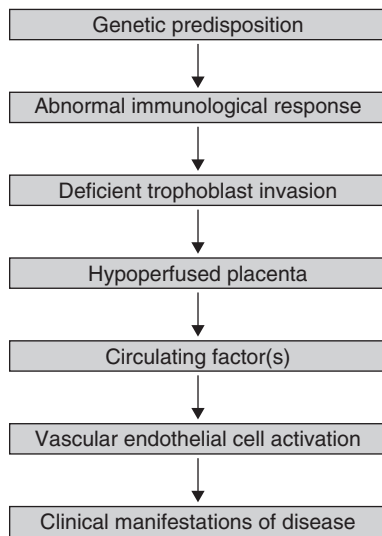 Genetic predisposition
Abnormal immunological response
Deficient trophoblast invasion
Hypoperfused placenta
Circulating factor(s)
Vascular endothelial cell activation
Clinical manifestations of disease